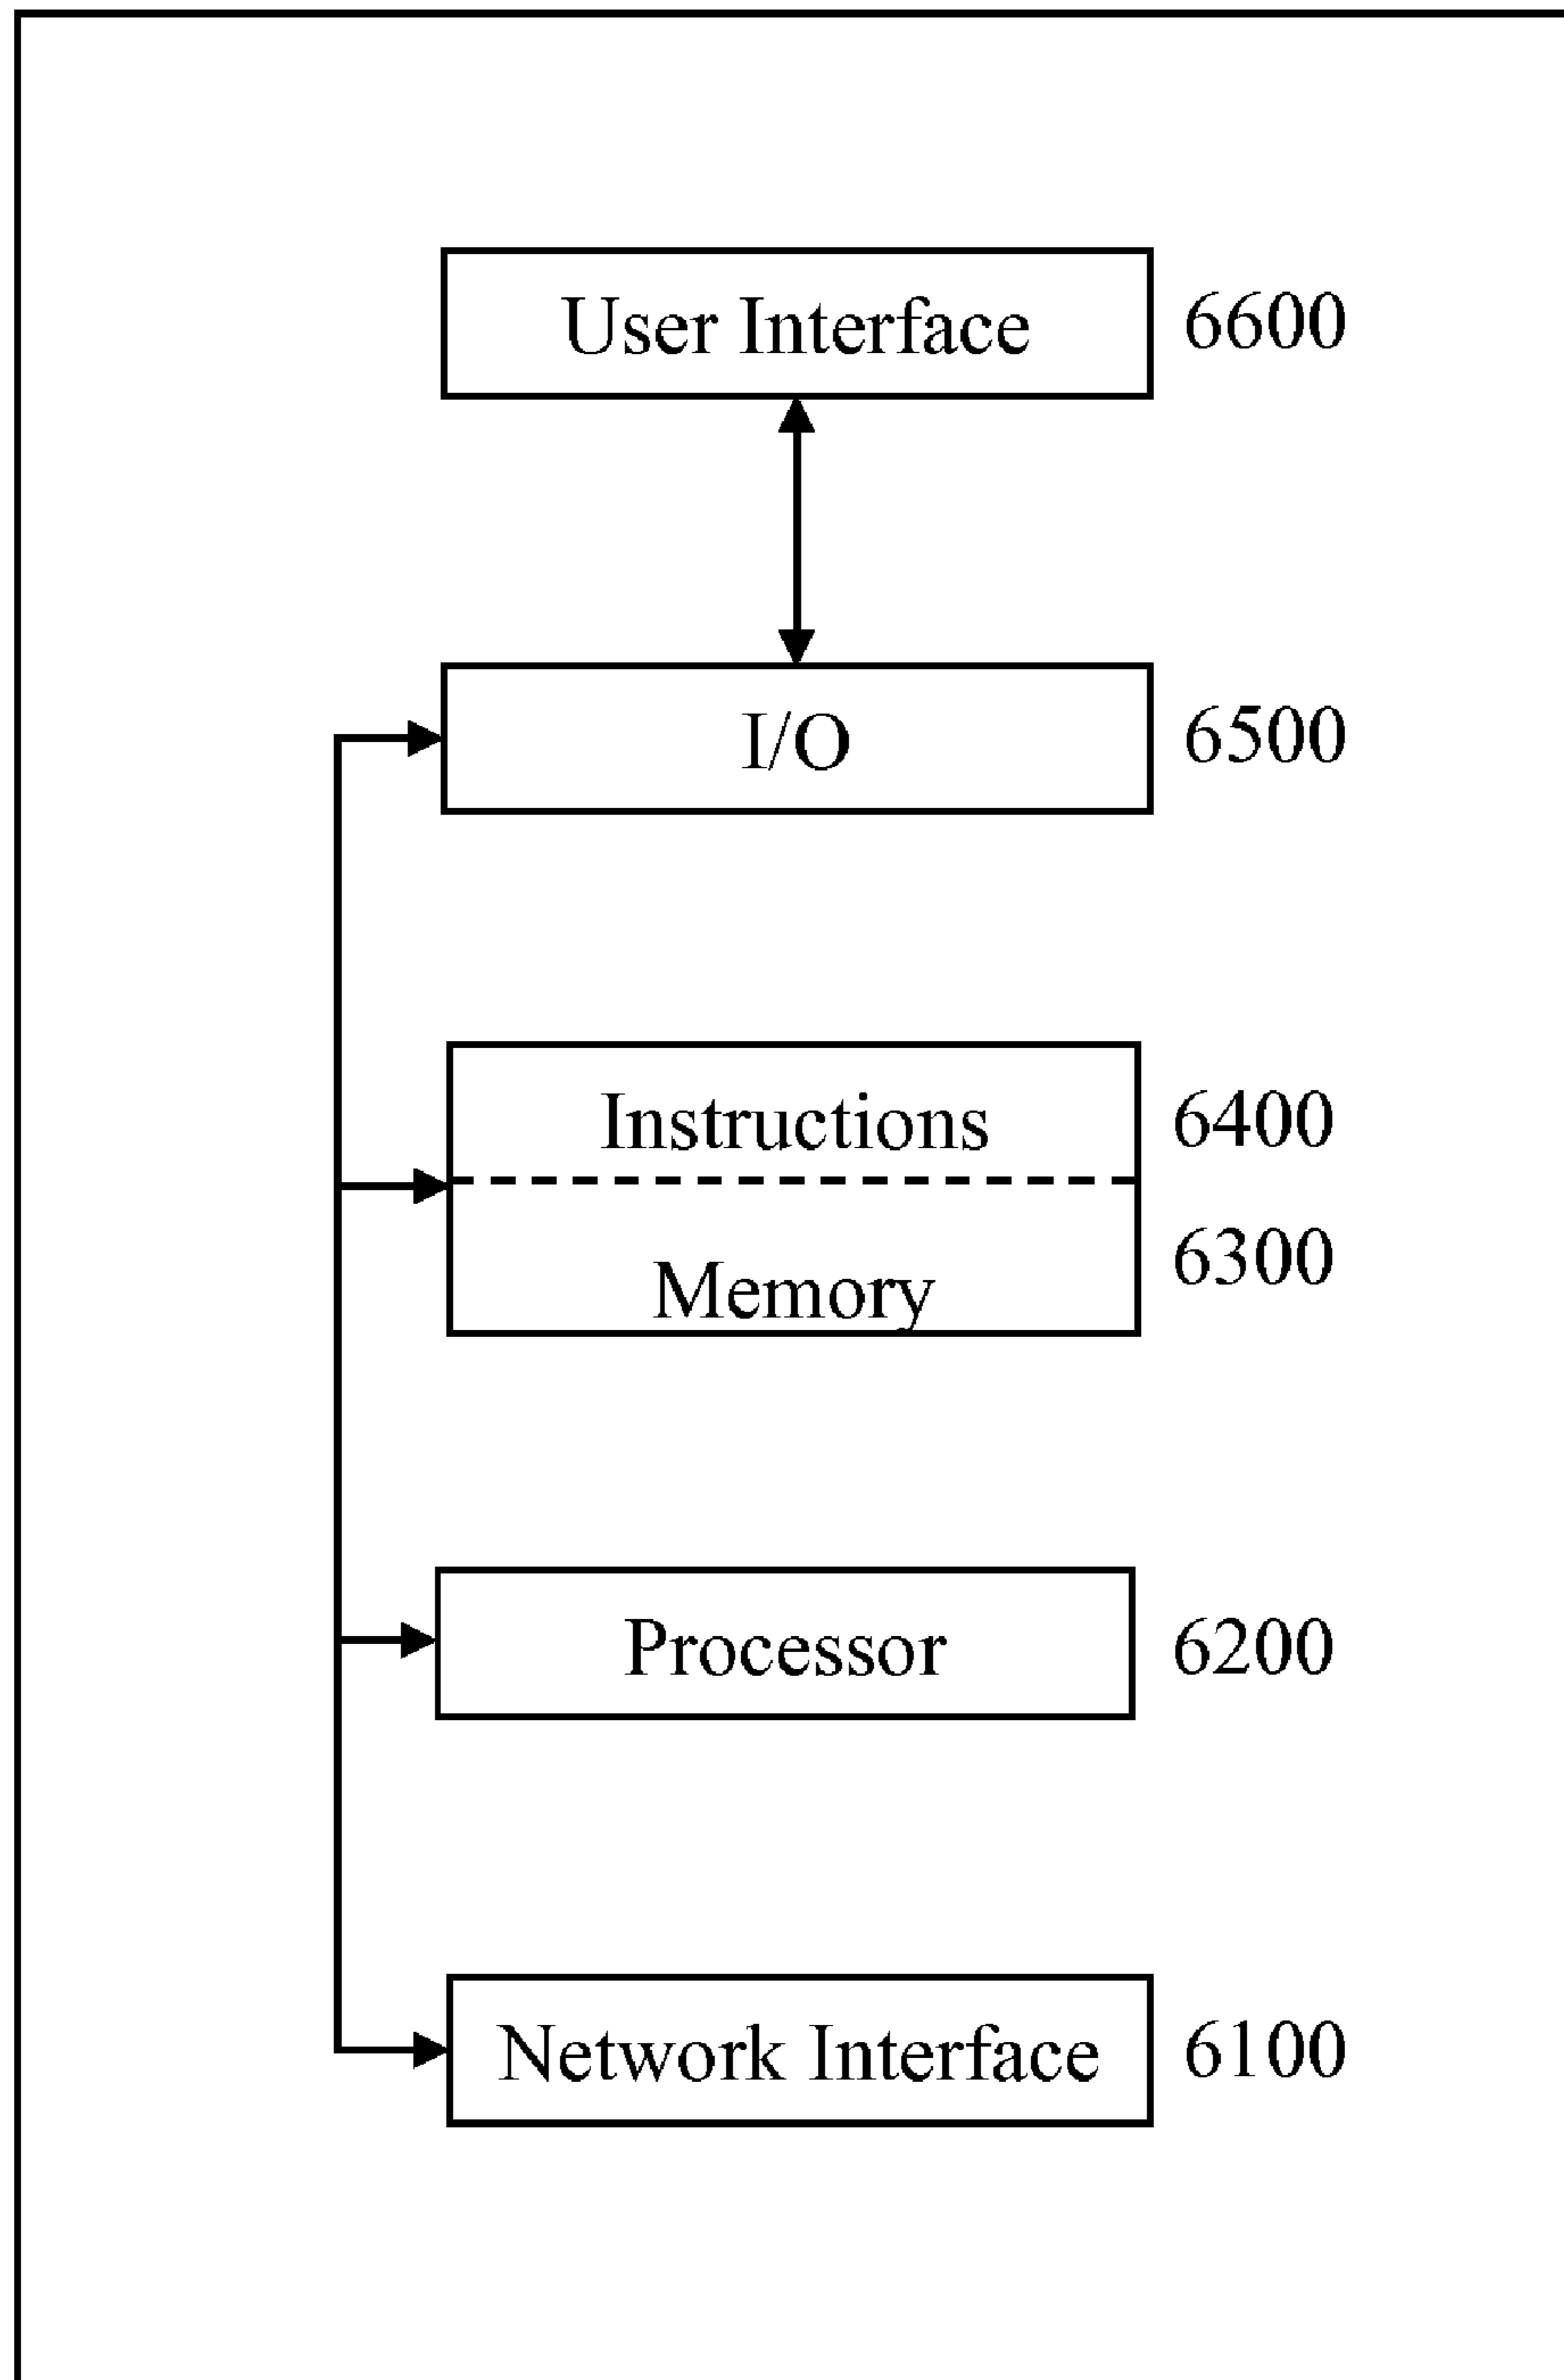 User Interface 6600
I/O 6500
Instructions 6400
Memory 6300
Processor 6200
Network Interface 6100